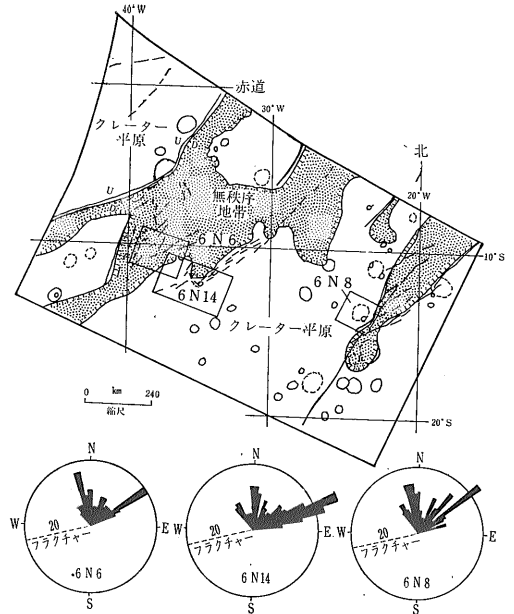 40°W
赤道
30°W
クレーター
平原
U
北
U
無秩序
地帯
20°W
6N6
10°S
6N8
6N14
クレーター平原
0 km 240
縮尺
20°S
N
W
E
20
フラクチャー
6N6
S
N
W
E
20
フラクチャー
6N14
S
N
W
E
20
フラクチャー
6N8
S